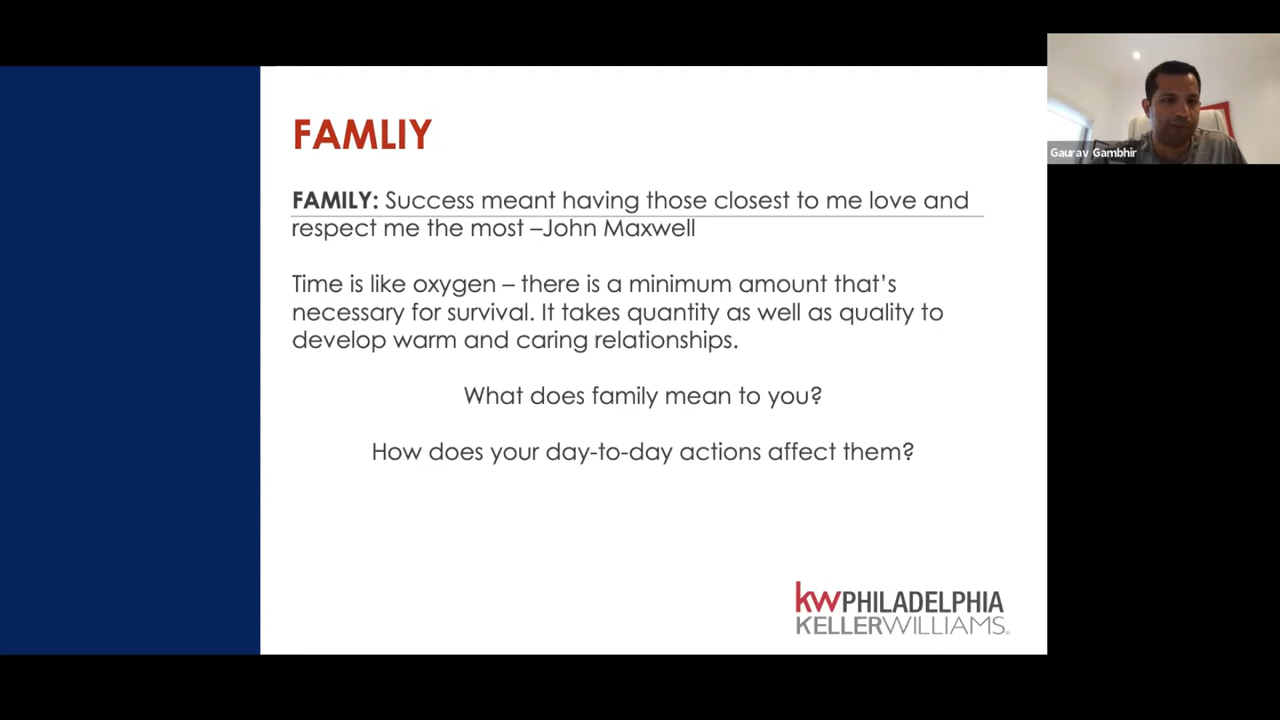 FAMLIY
FAMILY: Success meant having those closest to me love and
respect me the most –John Maxwell
Time is like oxygen – there is a minimum amount that's
necessary for survival. It takes quantity as well as quality to
develop warm and caring relationships.
What does family mean to you?
How does your day-to-day actions affect them?
kwPHILADELPHIA
KELLERWILLIAMS®
Gaurav Gambhir